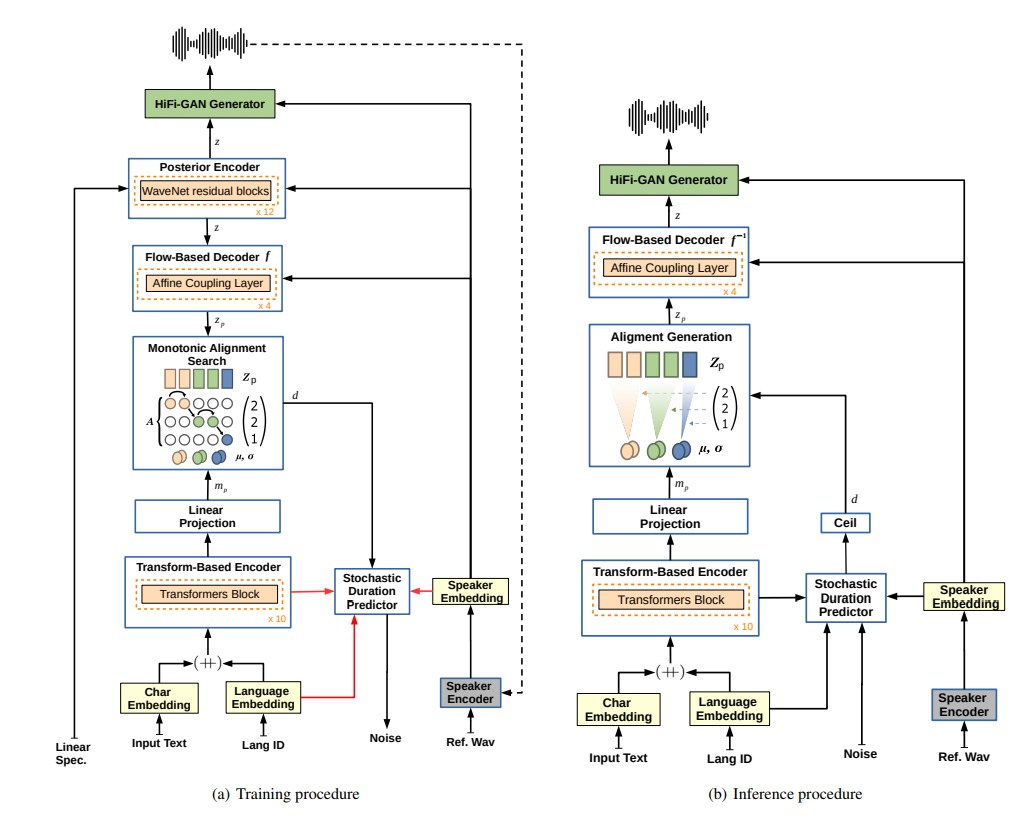 HiFi-GAN Generator
z
Posterior Encoder
WaveNet residual blocks
x 12
z
Flow-Based Decoder f
Affine Coupling Layer
x 4
z_p
Monotonic Alignment
Search
Z_p
A
2
2
1
μ, σ
d
m_p
Linear
Projection
Transform-Based Encoder
Transformers Block
x 10
Stochastic
Duration
Predictor
Speaker
Embedding
(++)
Char
Embedding
Language
Embedding
Speaker
Encoder
Linear
Spec.
Input Text
Lang ID
Noise
Ref. Wav
(a) Training procedure
HiFi-GAN Generator
z
Flow-Based Decoder f⁻¹
Affine Coupling Layer
x 4
z_p
Aligment Generation
Z_p
2
2
1
μ, σ
m_p
Linear
Projection
d
Ceil
Transform-Based Encoder
Transformers Block
x 10
Stochastic
Duration
Predictor
Speaker
Embedding
(++)
Char
Embedding
Language
Embedding
Speaker
Encoder
Input Text
Lang ID
Noise
Ref. Wav
(b) Inference procedure